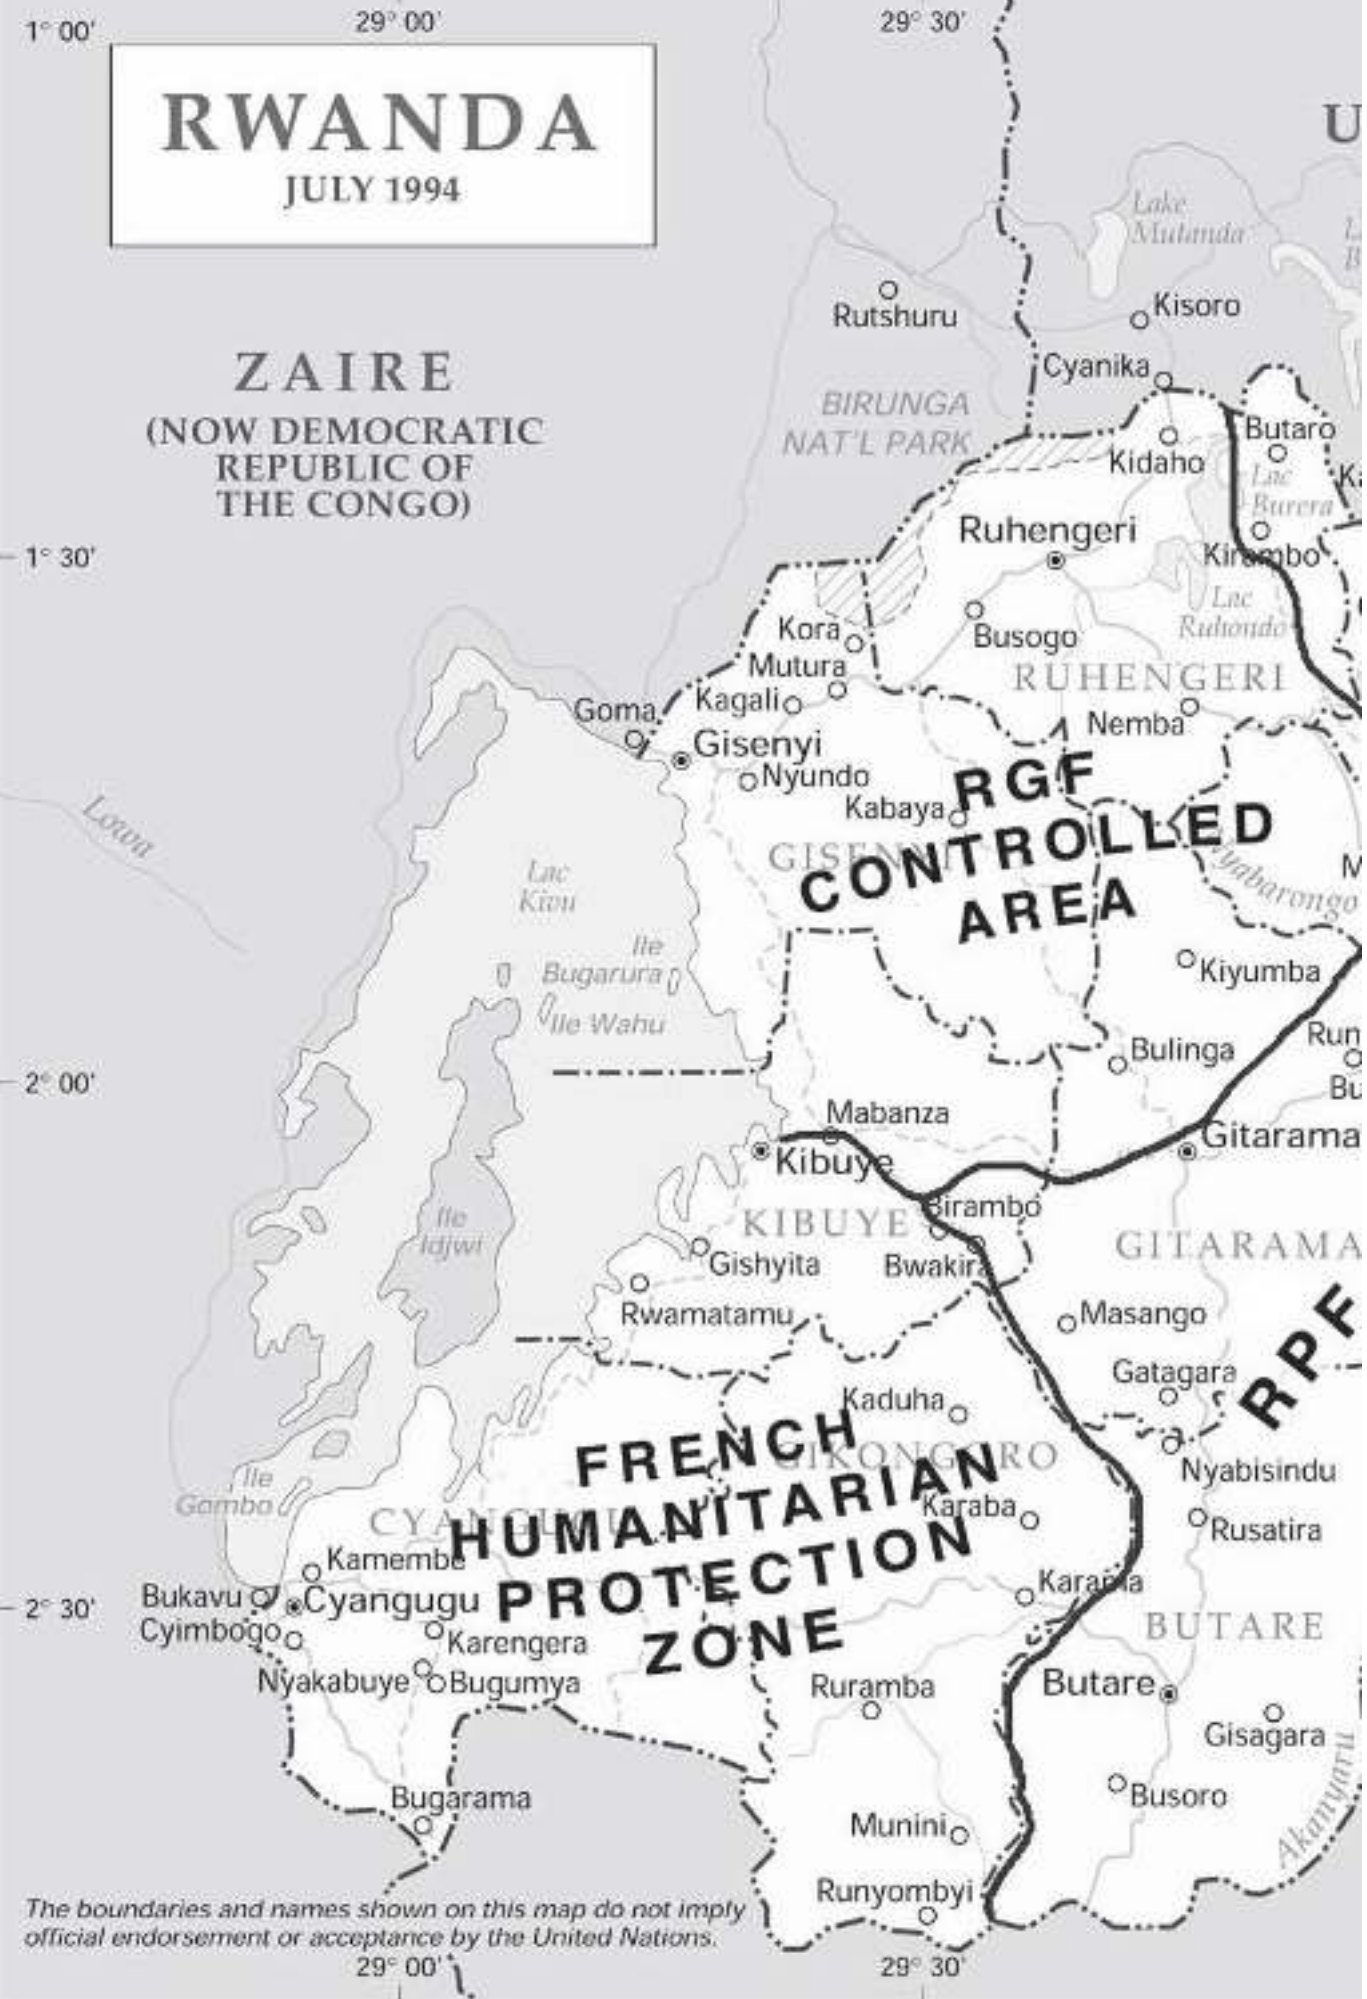 1° 00'
29° 00'
29° 30'
RWANDA
JULY 1994
U
Lake
Mutanda
Rutshuru
Kisoro
Cyanika
ZAIRE
(NOW DEMOCRATIC
REPUBLIC OF
THE CONGO)
BIRUNGA
NAT'L PARK
Butaro
Kidaho
Lac
Burera
Ruhengeri
1° 30'
Kirambo
Lac
Ruhondo
Kora
Busogo
Mutura
RUHENGERI
Kagali
Goma
Nemba
Gisenyi
Nyundo
Kabaya
RGF
CONTROLLED
AREA
GISENYI
Lowa
Nyabarongo
Lac
Kivu
Ile
Bugarura
Ile Wahu
Kiyumba
Run
Bulinga
2° 00'
Bu
Mabanza
Gitarama
Kibuye
Birambo
KIBUYE
Ile
Idjwi
GITARAMA
Gishyita
Bwakira
Rwamatamu
Masango
RPF
Gatagara
Kaduha
FRENCH
HUMANITARIAN
PROTECTION
ZONE
GIKONGORO
Nyabisindu
Ile
Gombo
CYANGUGU
Karaba
Rusatira
Kamembe
Bukavu
Cyangugu
Karama
2° 30'
Cyimbogo
Karengera
BUTARE
Nyakabuye
Bugumya
Ruramba
Butare
Gisagara
Bugarama
Busoro
Akanyaru
Munini
Runyombyi
The boundaries and names shown on this map do not imply
official endorsement or acceptance by the United Nations.
29° 00'
29° 30'